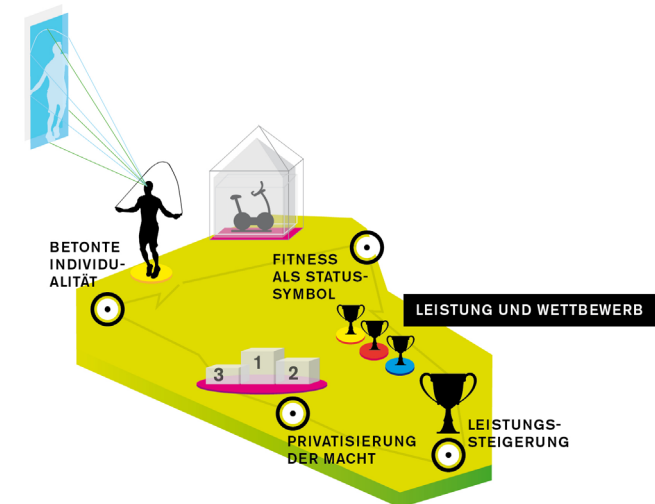 BETONTE
INDIVIDU-
ALITÄT
FITNESS
ALS STATUS-
SYMBOL
LEISTUNG UND WETTBEWERB
3
1
2
LEISTUNGS-
STEIGERUNG
PRIVATISIERUNG
DER MACHT